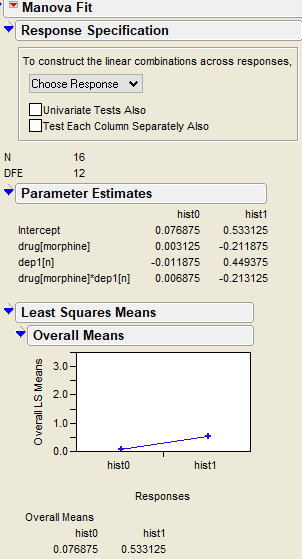 Manova Fit
Response Specification
To construct the linear combinations across responses,
Choose Response
Univariate Tests Also
Test Each Column Separately Also
N 16
DFE 12
Parameter Estimates
hist0 hist1
Intercept 0.076875 0.533125
drug[morphine] 0.003125 -0.211875
dep1[n] -0.011875 0.449375
drug[morphine]*dep1[n] 0.006875 -0.213125
Least Squares Means
Overall Means
Overall LS Means
3.0
2.0
1.0
0.0
hist0 hist1
Responses
Overall Means
hist0 hist1
0.076875 0.533125